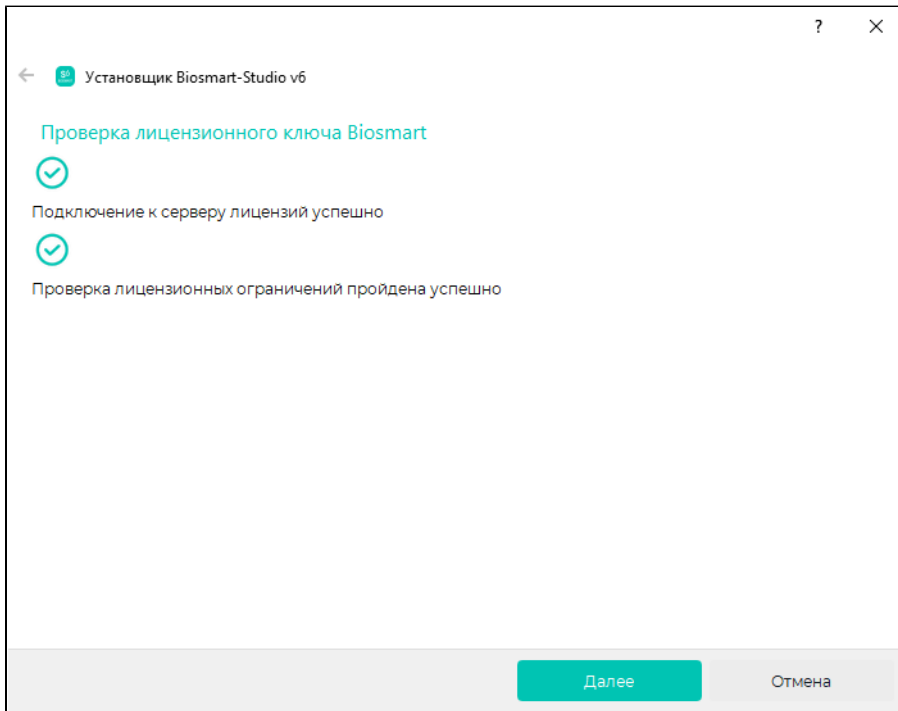 ?
Установщик Biosmart-Studio v6
Проверка лицензионного ключа Biosmart
Подключение к серверу лицензий успешно
Проверка лицензионных ограничений пройдена успешно
Далее Отмена